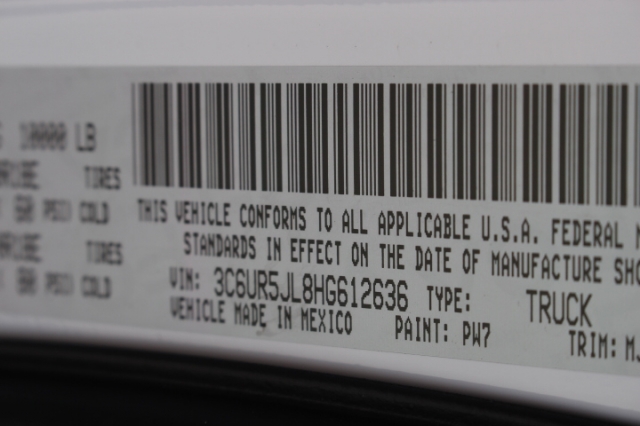 10000 LB
TIRES
COLD
TIRES
COLD
THIS VEHICLE CONFORMS TO ALL APPLICABLE U.S.A. FEDERAL
STANDARDS IN EFFECT ON THE DATE OF MANUFACTURE
VIN: 3C6UR5JL8HG612636 TYPE: TRUCK
VEHICLE MADE IN MEXICO PAINT: PW7 TRIM: